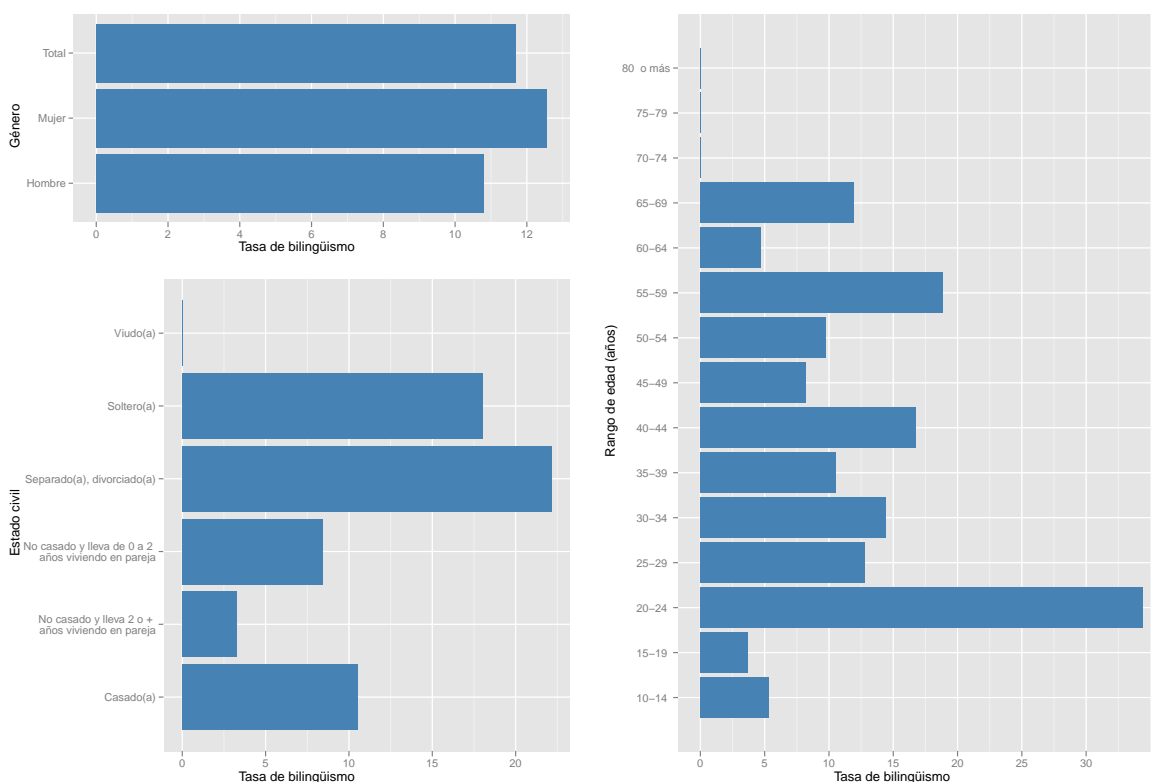 Género
Total
Mujer
Hombre
0 2 4 6 8 10 12
Tasa de bilingüismo
Estado civil
Viudo(a)
Soltero(a)
Separado(a), divorciado(a)
No casado y lleva de 0 a 2
años viviendo en pareja
No casado y lleva 2 o +
años viviendo en pareja
Casado(a)
0 5 10 15 20
Tasa de bilingüismo
Rango de edad (años)
80 o más
75−79
70−74
65−69
60−64
55−59
50−54
45−49
40−44
35−39
30−34
25−29
20−24
15−19
10−14
0 5 10 15 20 25 30
Tasa de bilingüismo